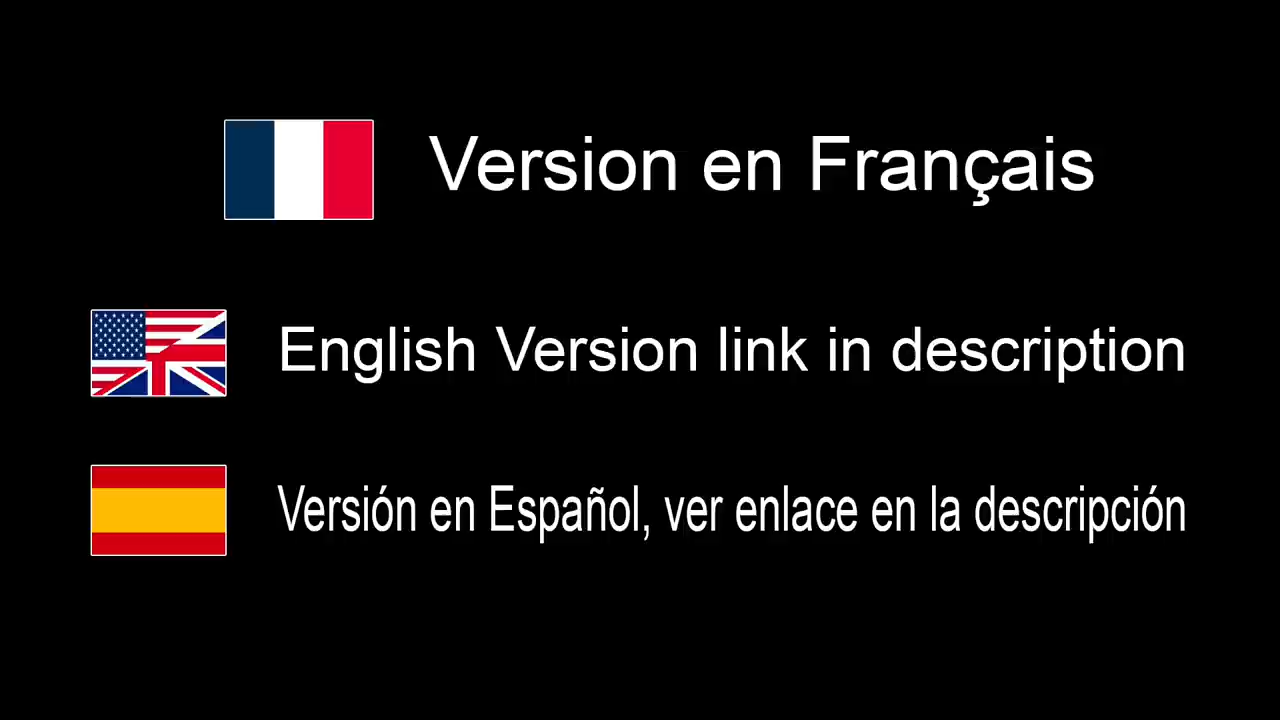 Version en Français
English Version link in description
Versión en Español, ver enlace en la descripción